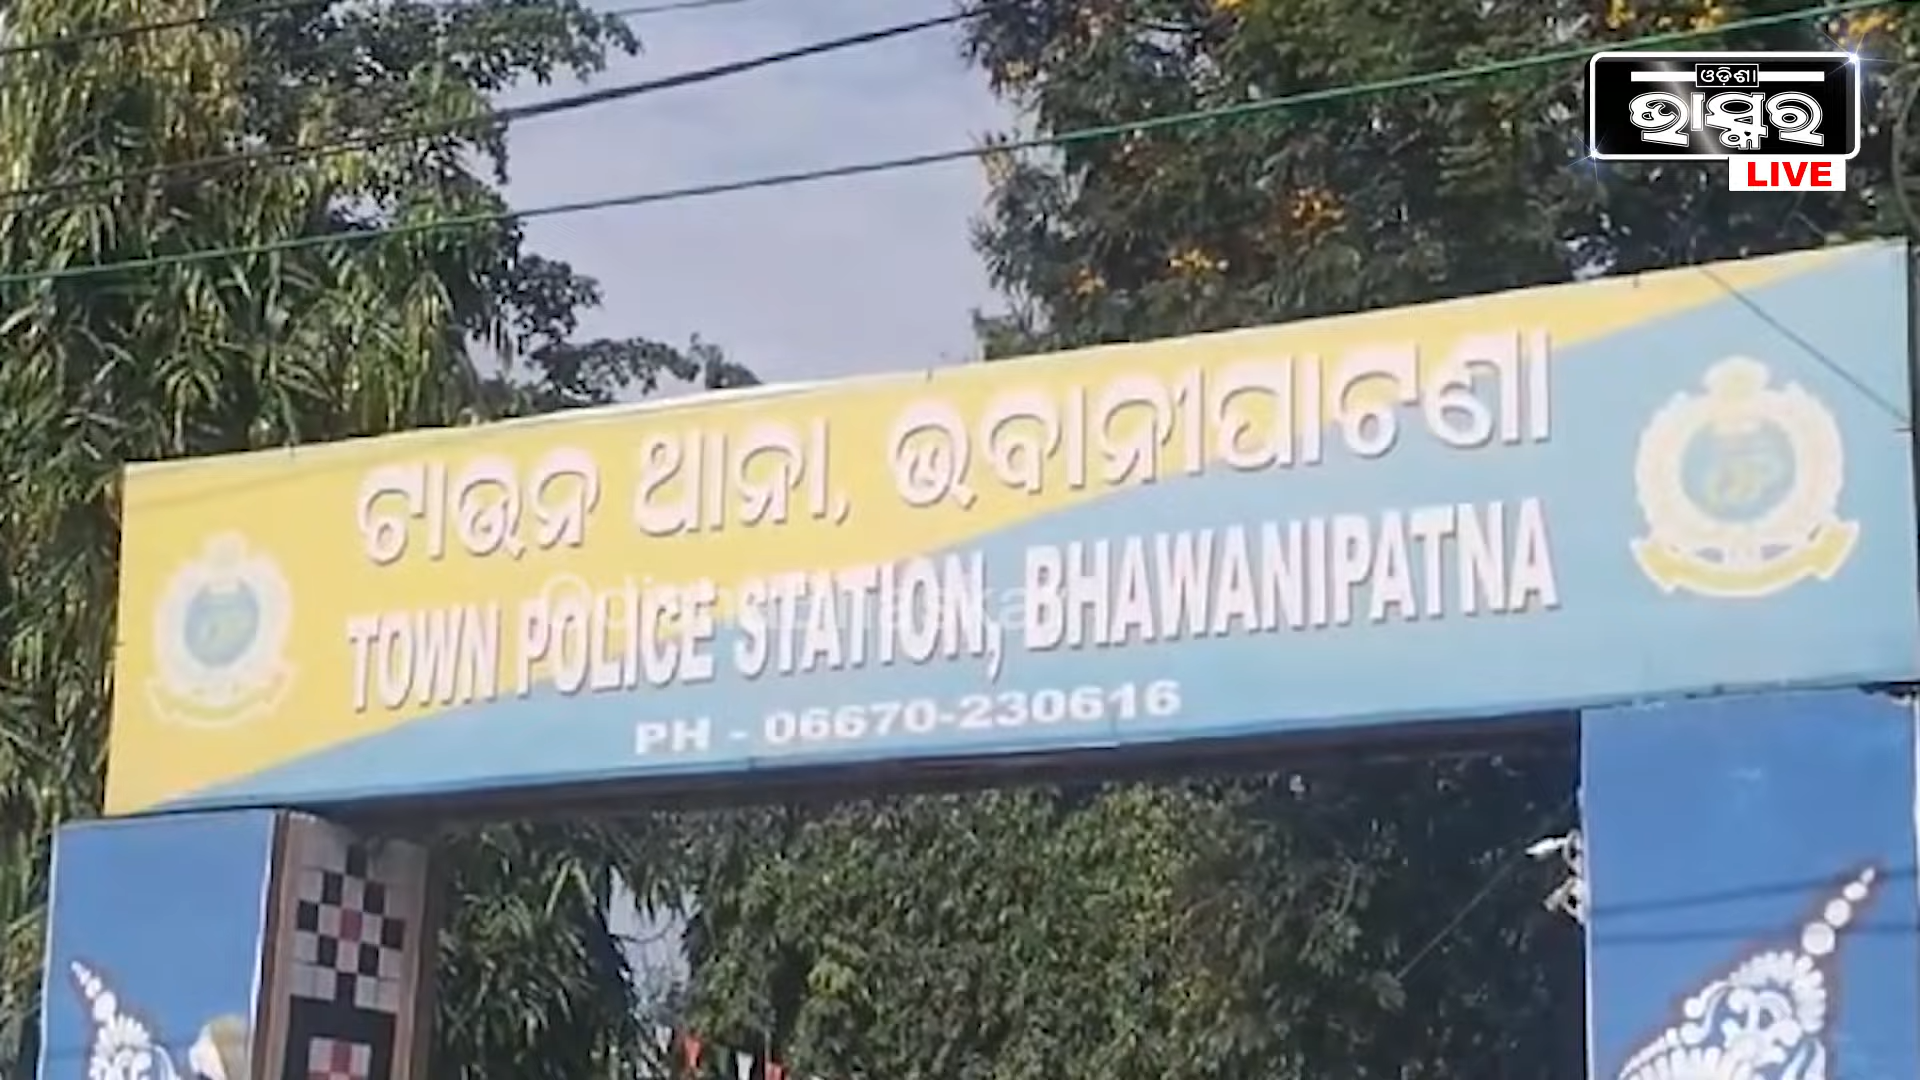 ଓଡ଼ିଶା
ଭାସ୍କର
LIVE
ଟାଉନ ଥାନା, ଭବାନୀପାଟଣା
TOWN POLICE STATION, BHAWANIPATNA
PH - 06670-230616